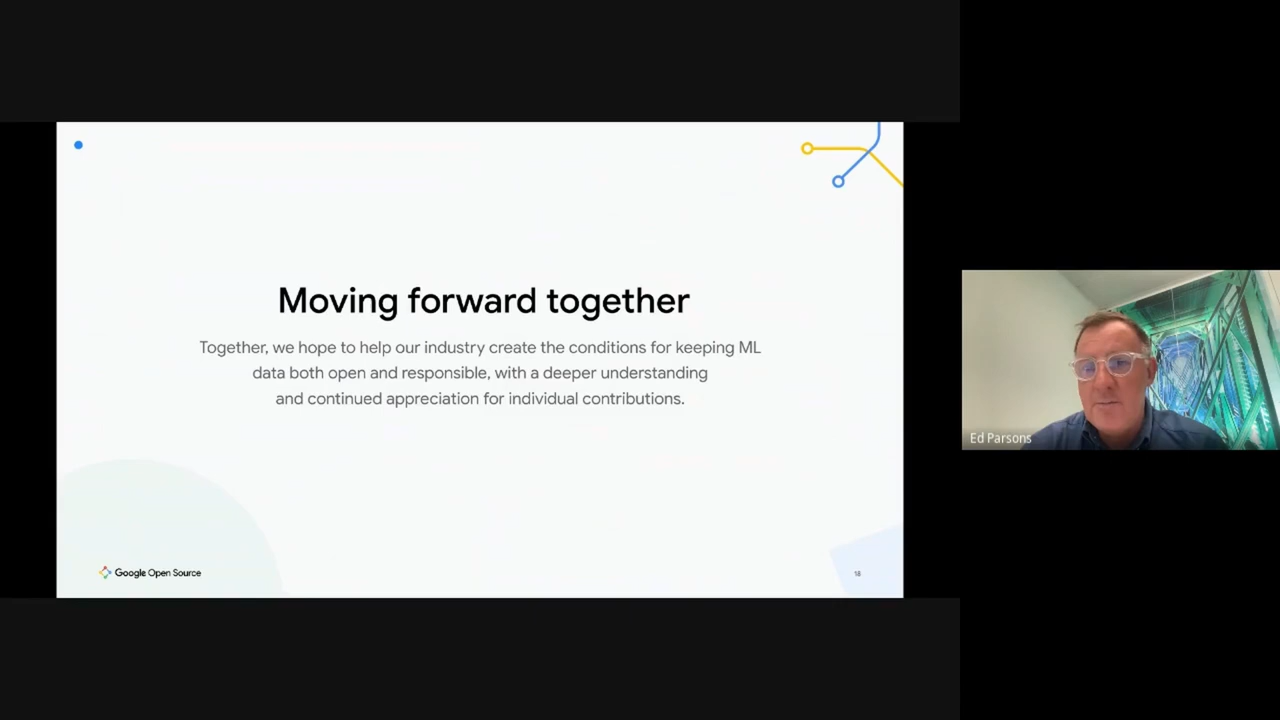 Moving forward together
Together, we hope to help our industry create the conditions for keeping ML
data both open and responsible, with a deeper understanding
and continued appreciation for individual contributions.
Google Open Source
18
Ed Parsons